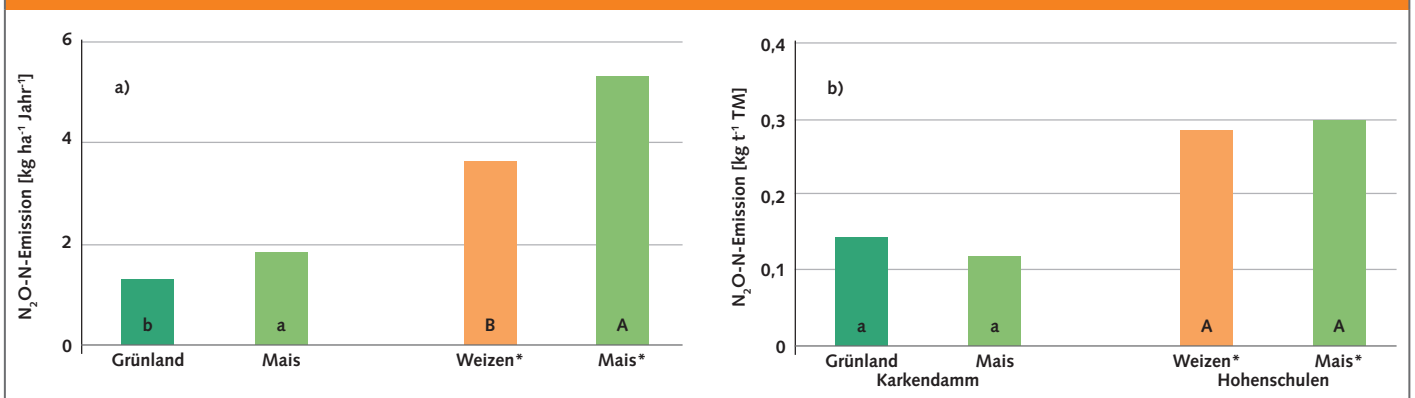 N₂O-N-Emission [kg ha⁻¹ Jahr⁻¹]
a)
6
4
2
0
b
a
B
A
Grünland Mais Weizen* Mais*
N₂O-N-Emission [kg t⁻¹ TM]
b)
0,4
0,3
0,2
0,1
0
a
a
A
A
Grünland Mais Weizen* Mais*
Karkendamm Hohenschulen